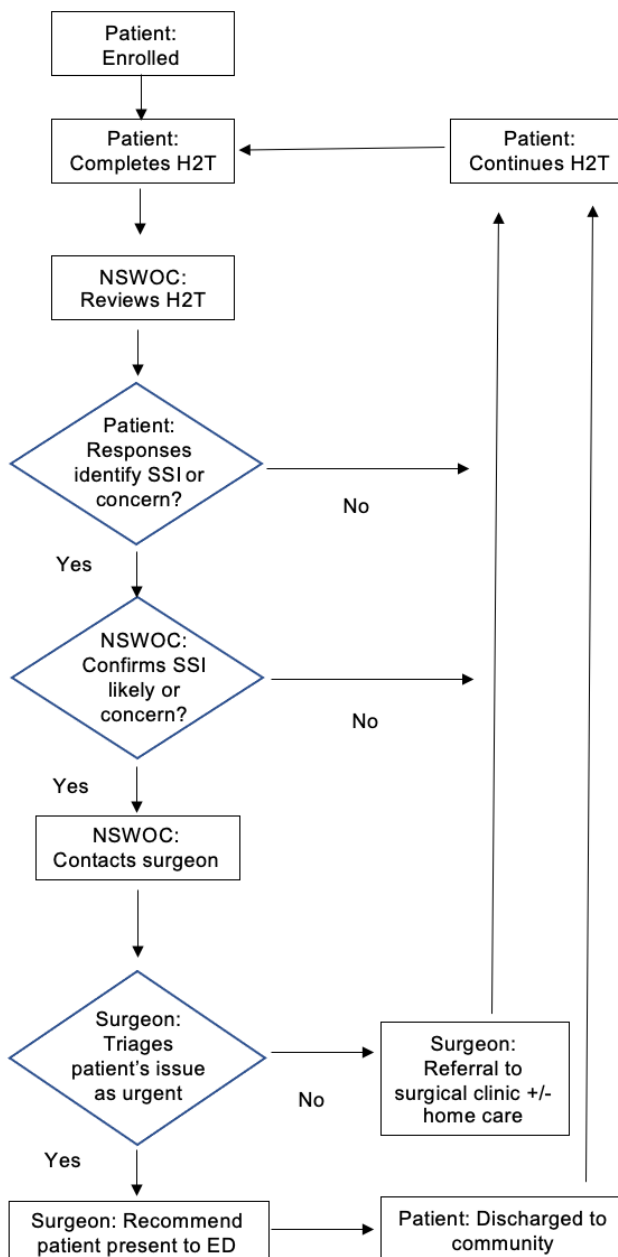 Patient:
Enrolled
Patient:
Completes H2T
Patient:
Continues H2T
NSWOC:
Reviews H2T
Patient:
Responses
identify SSI or
concern?
No
Yes
NSWOC:
Confirms SSI
likely or
concern?
No
Yes
NSWOC:
Contacts surgeon
Surgeon:
Triages
patient’s issue
as urgent
No
Surgeon:
Referral to
surgical clinic +/-
home care
Yes
Surgeon: Recommend
patient present to ED
Patient: Discharged to
community